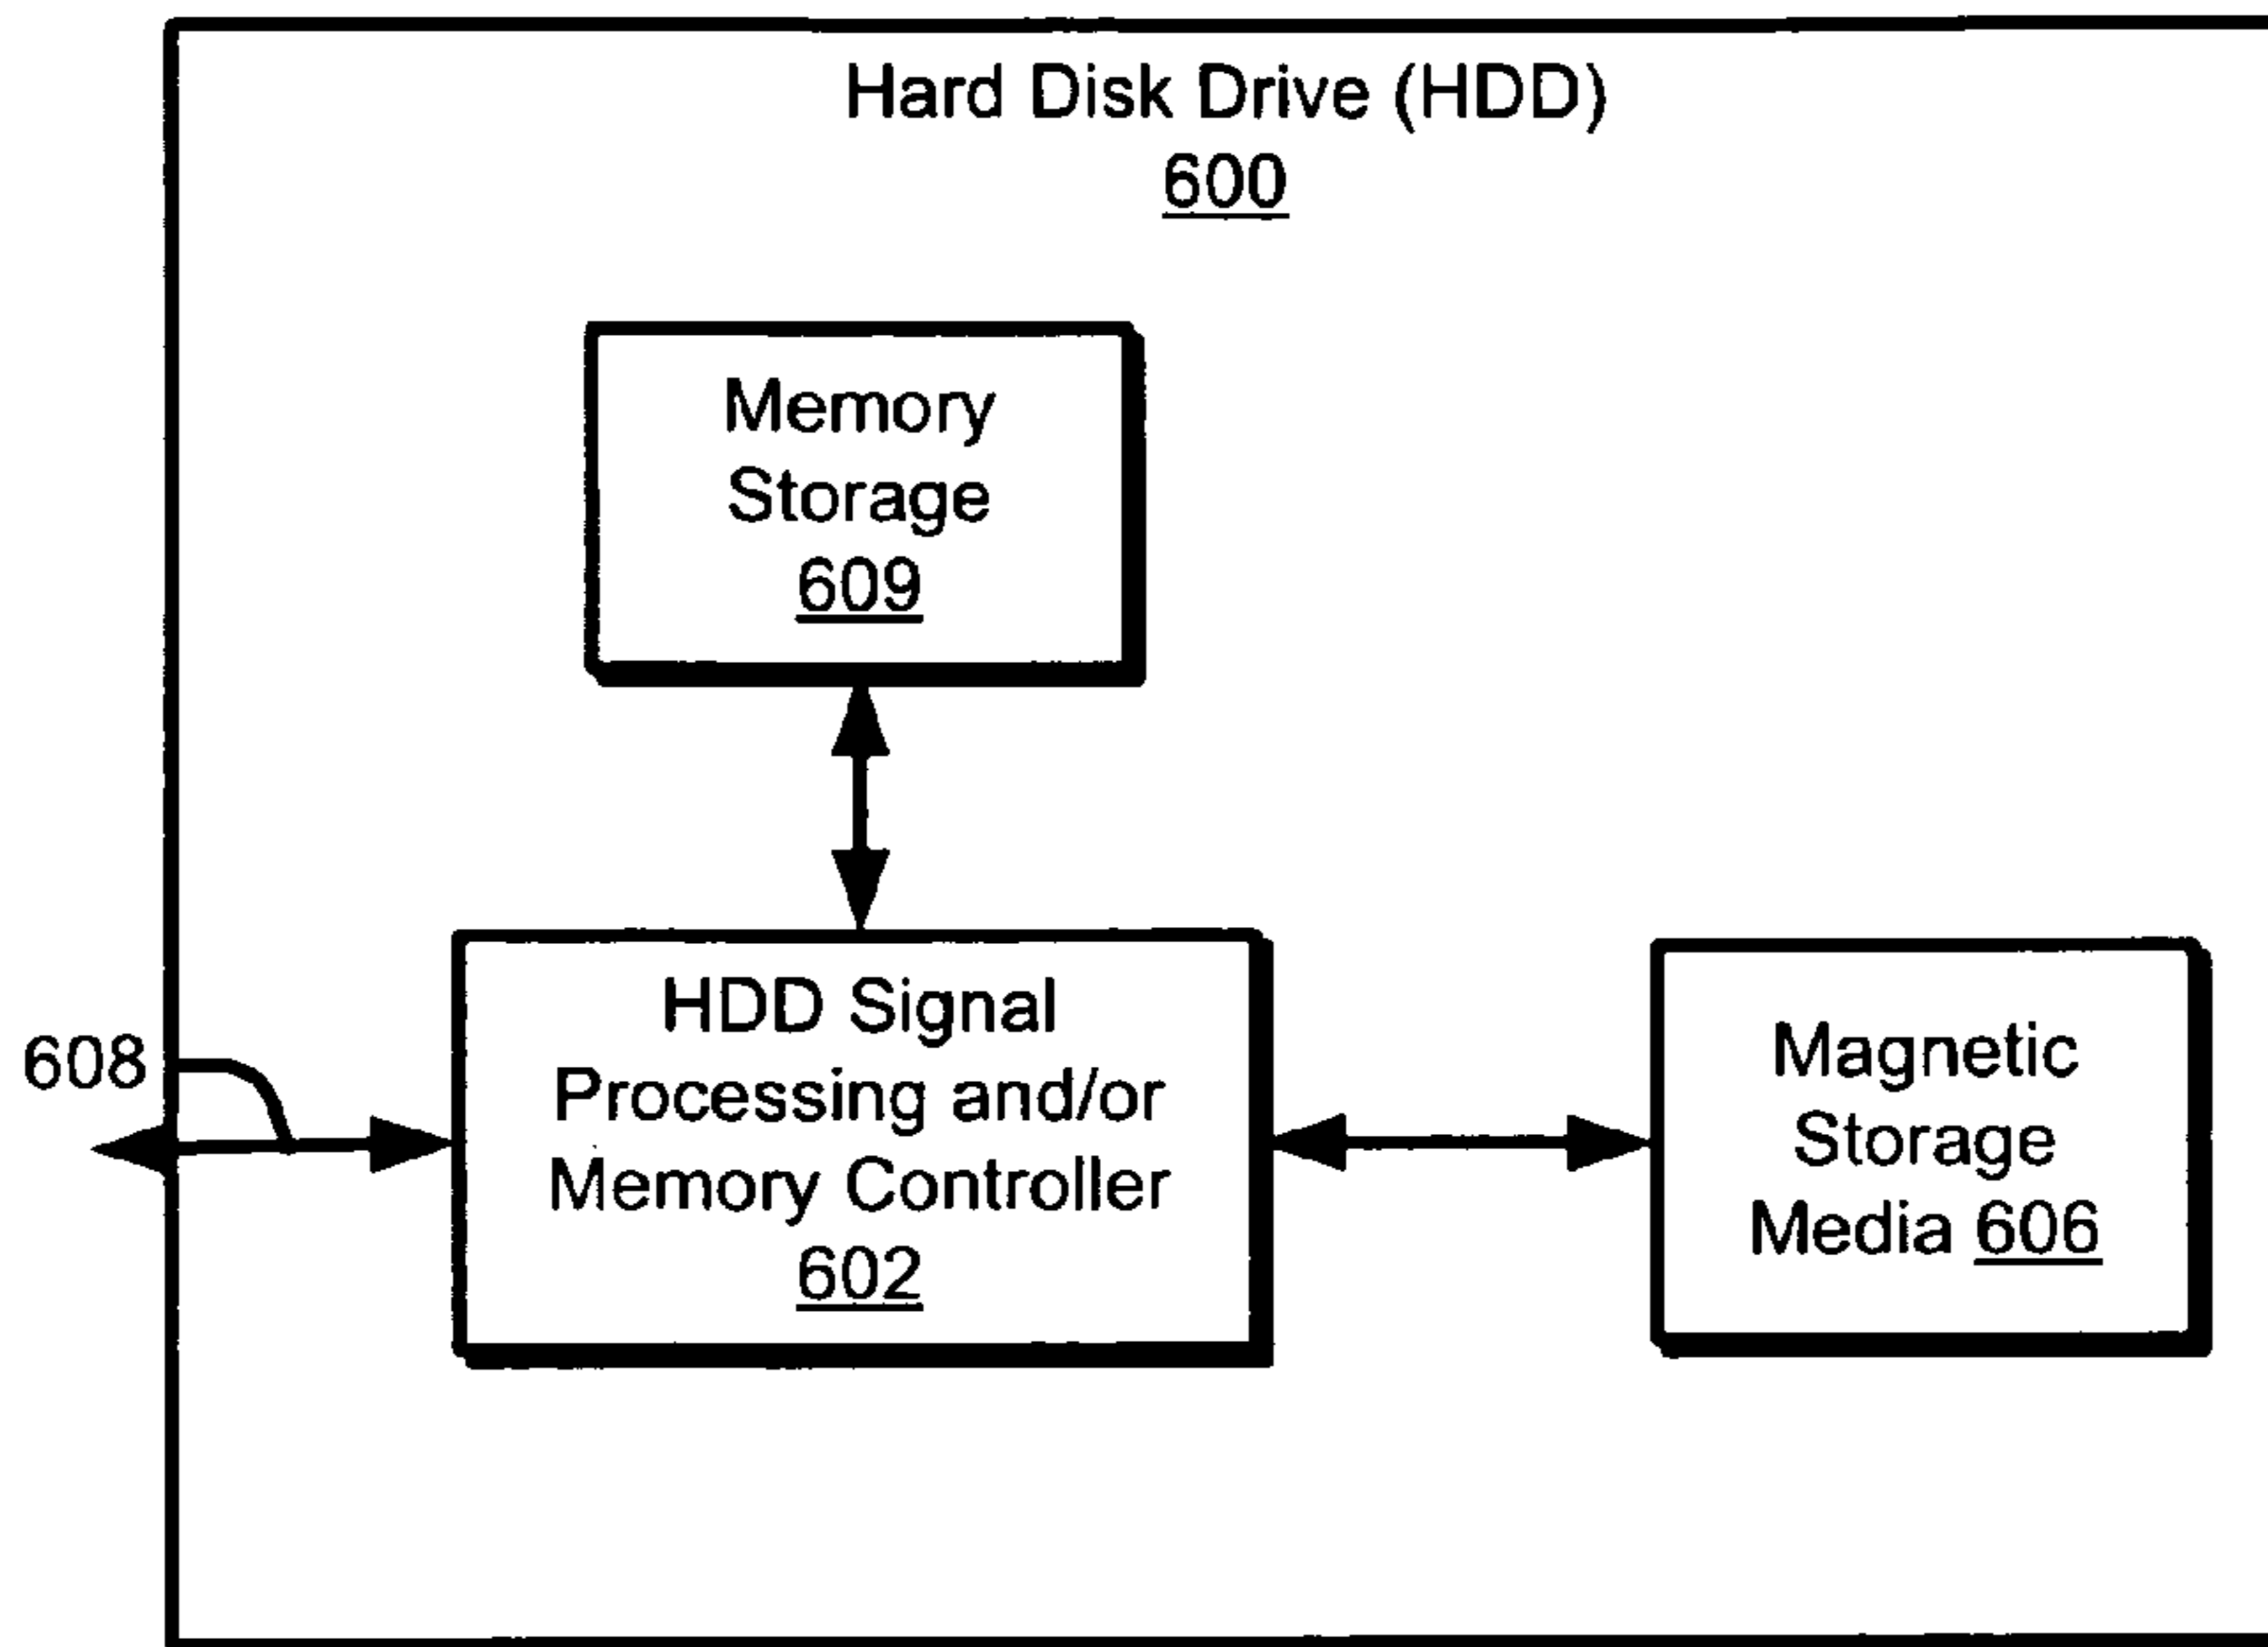 Hard Disk Drive (HDD)
600
Memory
Storage
609
HDD Signal
Processing and/or
Memory Controller
602
608
Magnetic
Storage
Media 606